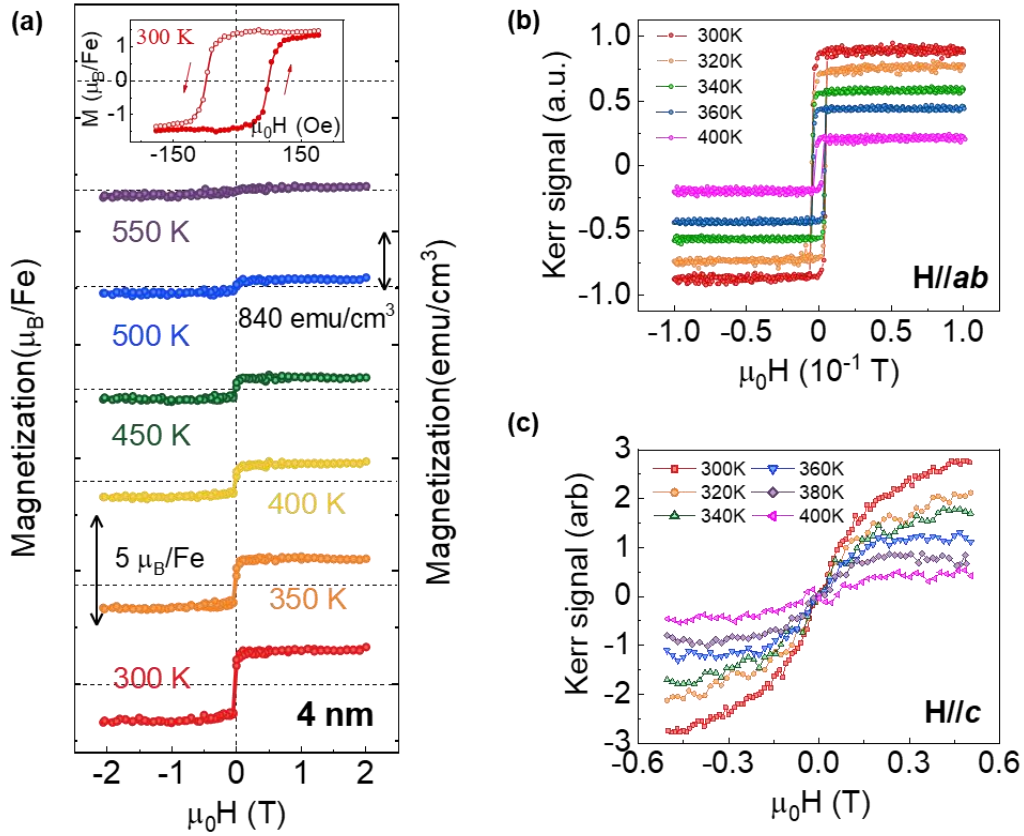 (a)
300 K
M (μB/Fe)
1
0
-1
μ0H (Oe)
-150
150
550 K
500 K
840 emu/cm3
450 K
400 K
5 μB/Fe
350 K
300 K
4 nm
Magnetization(μB/Fe)
Magnetization(emu/cm3)
-2
-1
0
1
2
μ0H (T)
(b)
Kerr signal (a.u.)
1.0
0.5
0
-0.5
-1.0
300K
320K
340K
360K
400K
H//ab
-1.0
-0.5
0
0.5
1.0
μ0H (10-1 T)
(c)
Kerr signal (arb)
3
2
1
0
-1
-2
-3
300K
360K
320K
380K
340K
400K
H//c
-0.6
-0.3
0.0
0.3
0.6
μ0H (T)